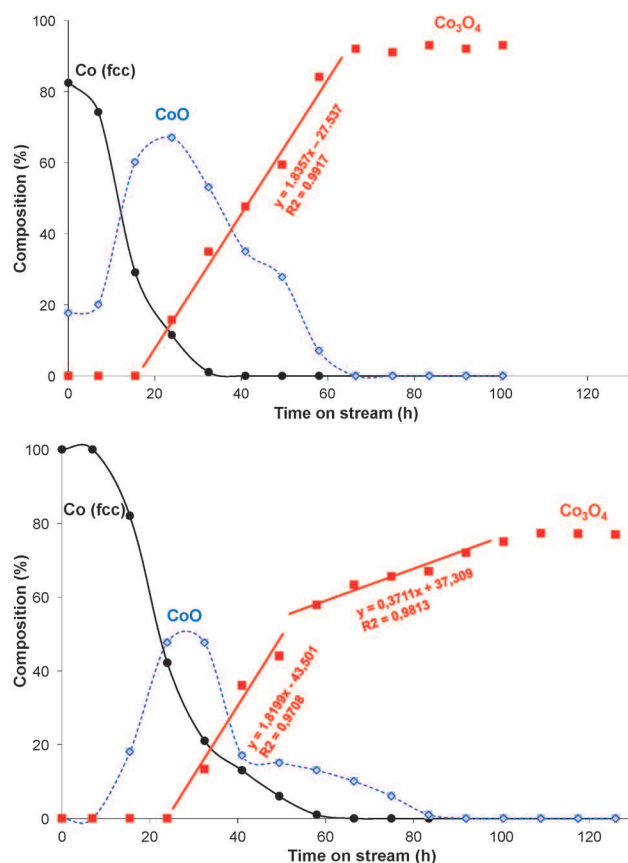 100
80
60
40
20
0
Composition (%)
Co (fcc)
CoO
Co₃O₄
y = 1.8357x – 27.537
R2 = 0.9917
0 20 40 60 80 100 120
Time on stream (h)
100
80
60
40
20
0
Composition (%)
Co (fcc)
CoO
Co₃O₄
y = 1,8199x - 43,501
R2 = 0,9708
y = 0,3711x + 37,309
R2 = 0,9813
0 20 40 60 80 100 120
Time on stream (h)